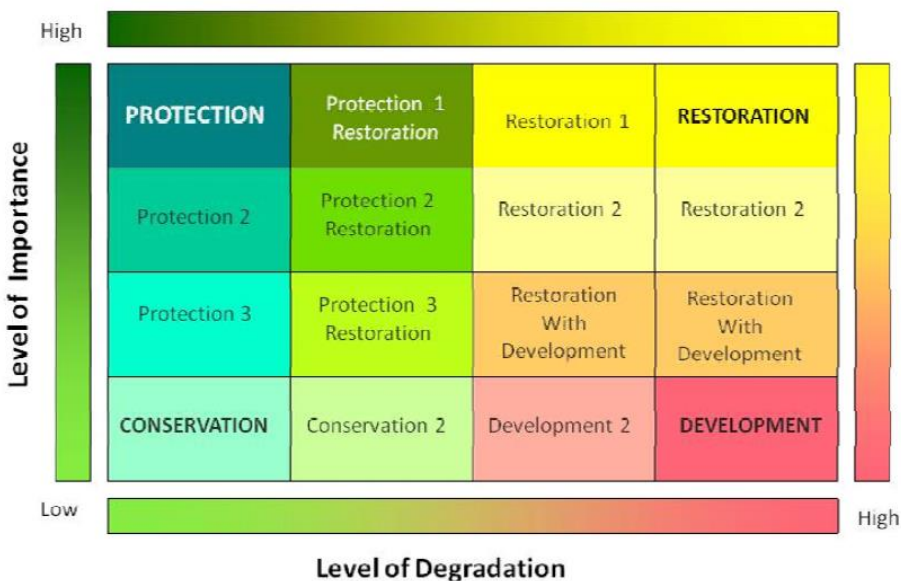 High
PROTECTION
Protection 1
Restoration
Restoration 1
RESTORATION
Protection 2
Protection 2
Restoration
Restoration 2
Restoration 2
Protection 3
Protection 3
Restoration
Restoration
With
Development
Restoration
With
Development
CONSERVATION
Conservation 2
Development 2
DEVELOPMENT
Level of Importance
Low
High
Level of Degradation